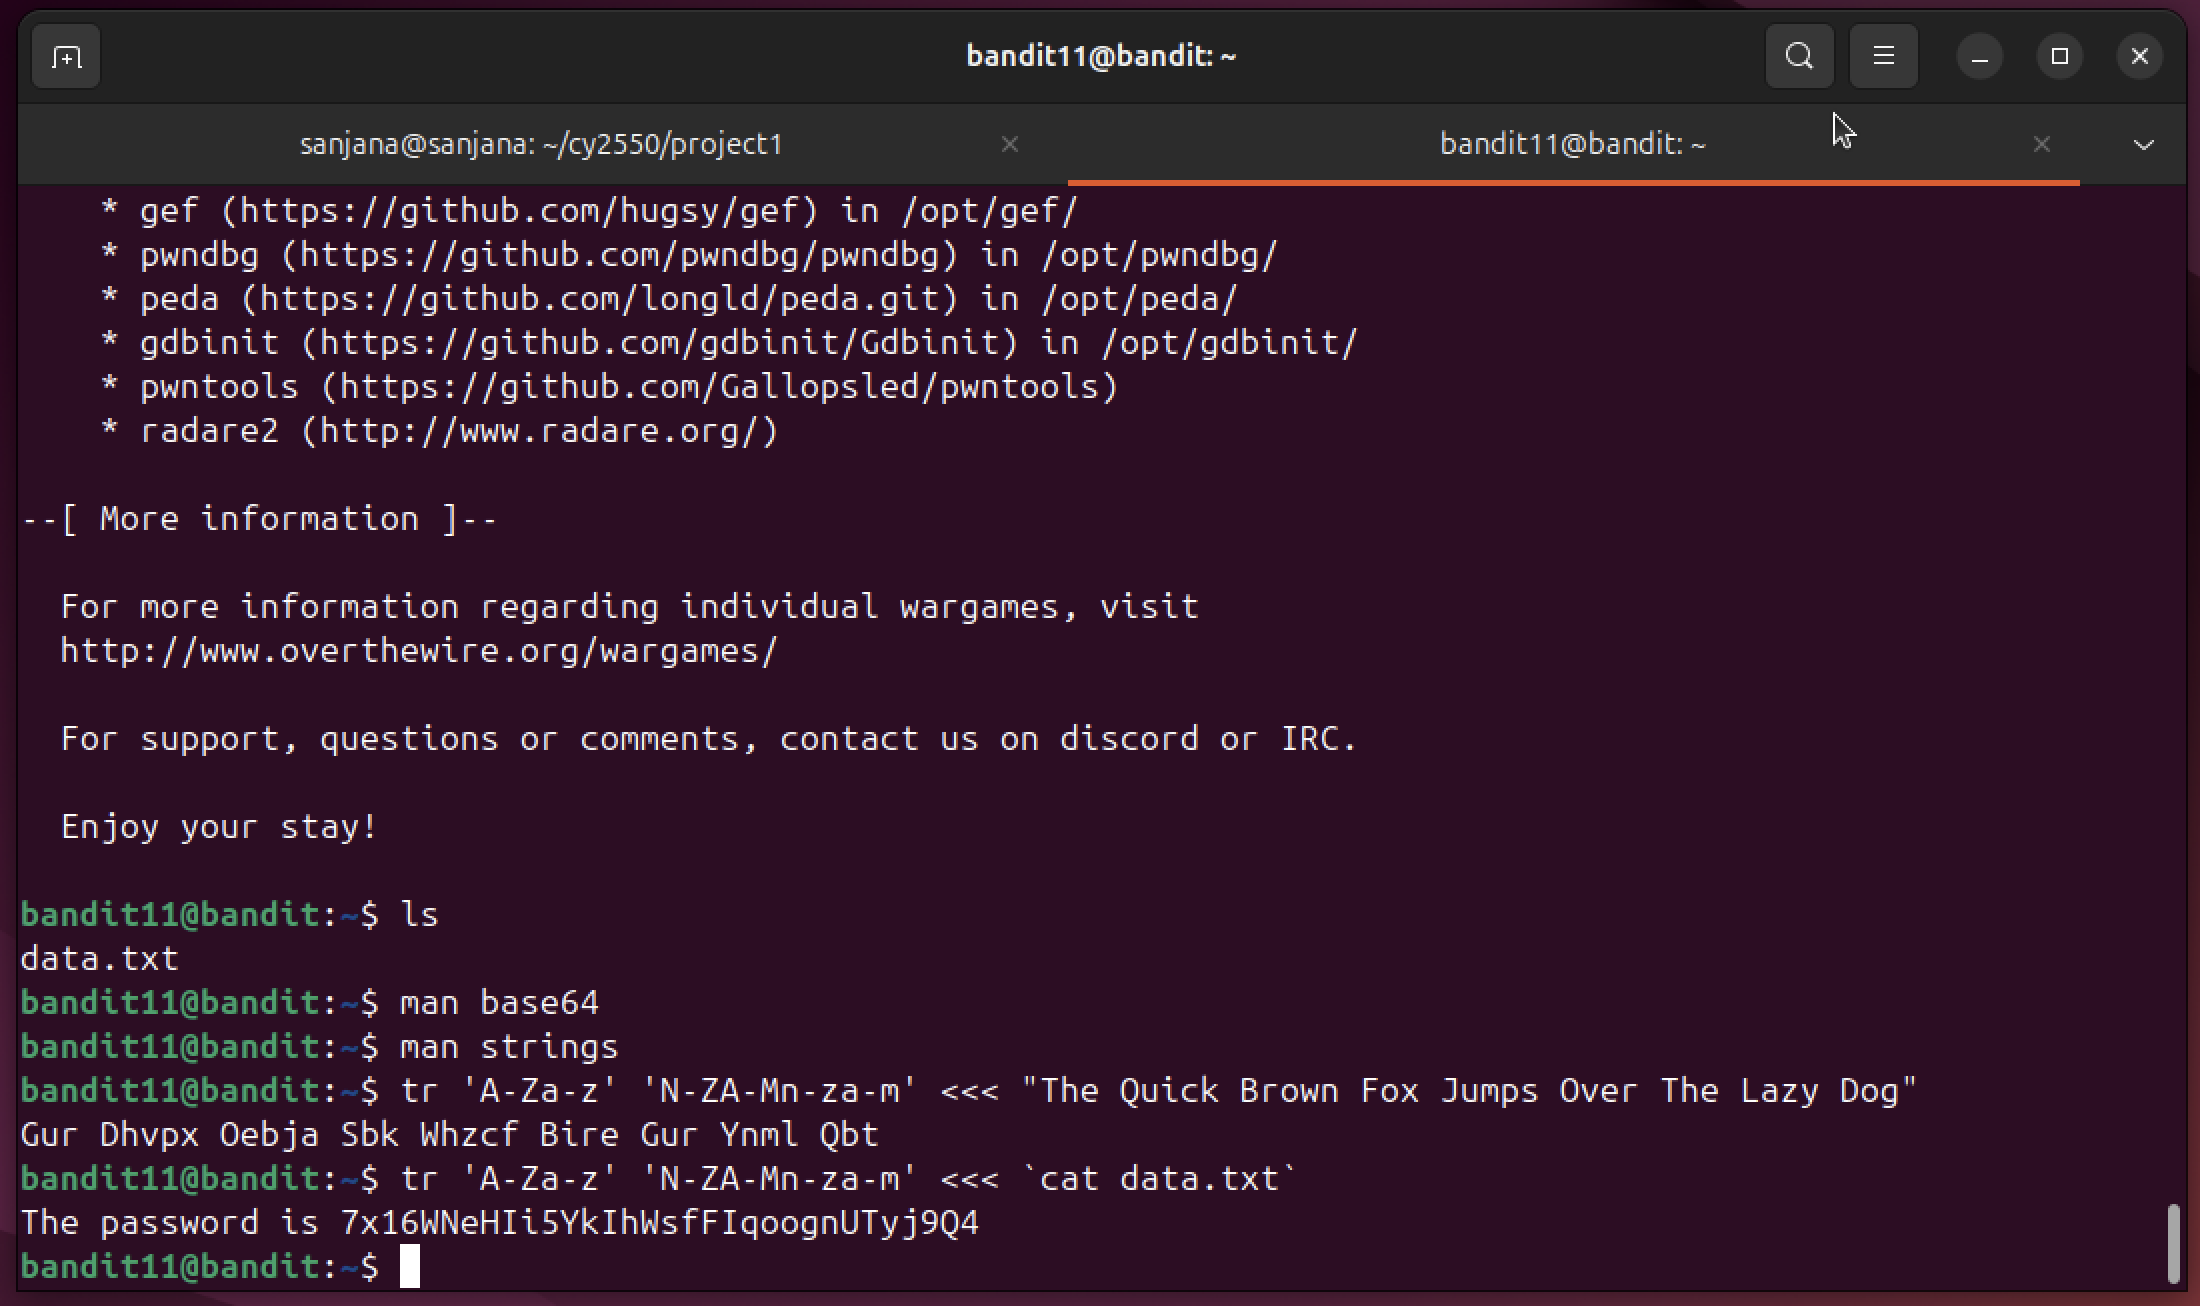 bandit11@bandit: ~
sanjana@sanjana: ~/cy2550/project1
bandit11@bandit: ~
* gef (https://github.com/hugsy/gef) in /opt/gef/
* pwndbg (https://github.com/pwndbg/pwndbg) in /opt/pwndbg/
* peda (https://github.com/longld/peda.git) in /opt/peda/
* gdbinit (https://github.com/gdbinit/Gdbinit) in /opt/gdbinit/
* pwntools (https://github.com/Gallopsled/pwntools)
* radare2 (http://www.radare.org/)
--[ More information ]--
For more information regarding individual wargames, visit
http://www.overthewire.org/wargames/
For support, questions or comments, contact us on discord or IRC.
Enjoy your stay!
bandit11@bandit:~$ ls
data.txt
bandit11@bandit:~$ man base64
bandit11@bandit:~$ man strings
bandit11@bandit:~$ tr 'A-Za-z' 'N-ZA-Mn-za-m' <<< "The Quick Brown Fox Jumps Over The Lazy Dog"
Gur Dhvpx Oebja Sbk Whzcf Bire Gur Ynml Qbt
bandit11@bandit:~$ tr 'A-Za-z' 'N-ZA-Mn-za-m' <<< `cat data.txt`
The password is 7x16WNeHIi5YkIhWsfFIqoognUTyj9Q4
bandit11@bandit:~$